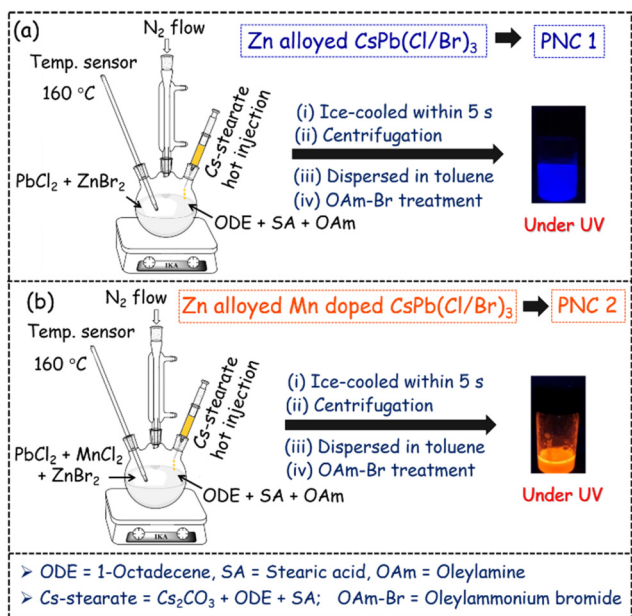 (a)
N₂ flow
Zn alloyed CsPb(Cl/Br)₃
PNC 1
Temp. sensor
160 °C
Cs-stearate
hot injection
PbCl₂ + ZnBr₂
ODE + SA + OAm
IKA
(i) Ice-cooled within 5 s
(ii) Centrifugation
(iii) Dispersed in toluene
(iv) OAm-Br treatment
Under UV
(b)
N₂ flow
Zn alloyed Mn doped CsPb(Cl/Br)₃
PNC 2
Temp. sensor
160 °C
Cs-stearate
hot injection
PbCl₂ + MnCl₂
+ ZnBr₂
ODE + SA + OAm
IKA
(i) Ice-cooled within 5 s
(ii) Centrifugation
(iii) Dispersed in toluene
(iv) OAm-Br treatment
Under UV
➢ ODE = 1-Octadecene, SA = Stearic acid, OAm = Oleylamine
➢ Cs-stearate = Cs₂CO₃ + ODE + SA; OAm-Br = Oleylammonium bromide